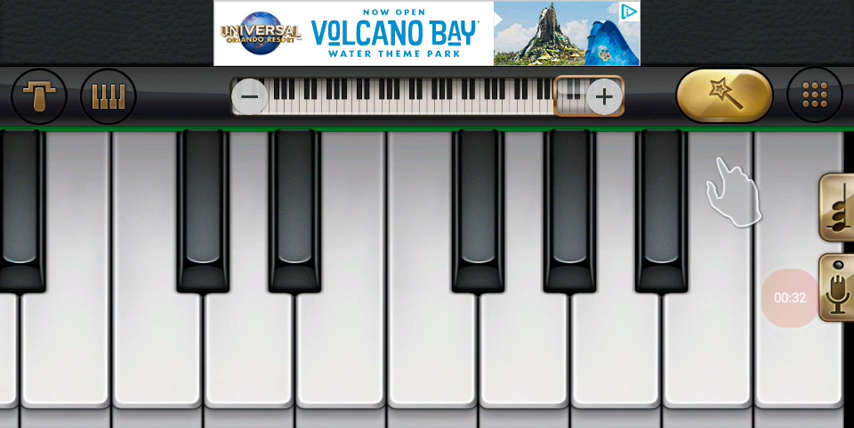 NOW OPEN
UNIVERSAL
ORLANDO RESORT
VOLCANO BAY
WATER THEME PARK
00:32